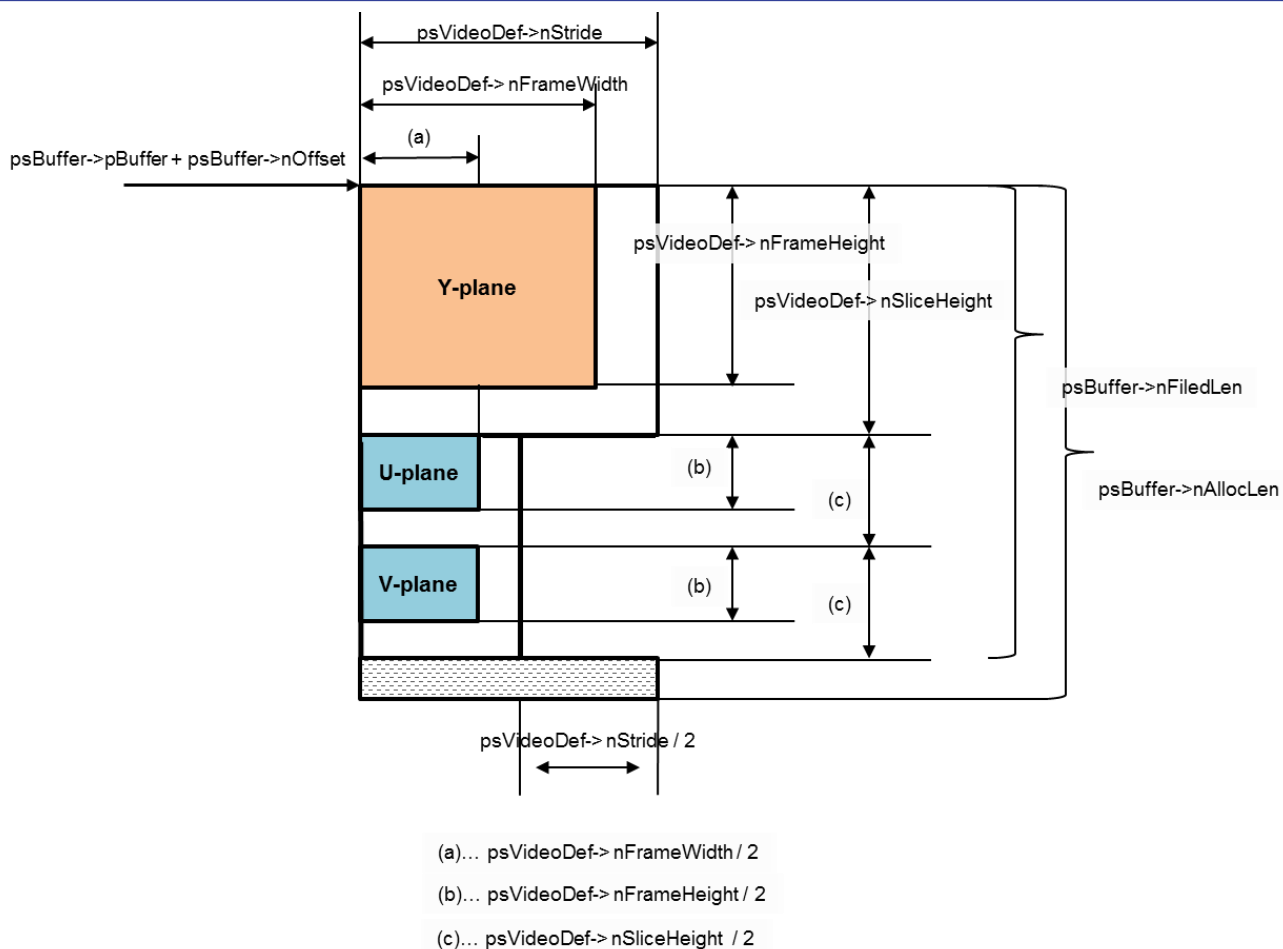 psVideoDef->nStride
psVideoDef-> nFrameWidth
(a)
psBuffer->pBuffer + psBuffer->nOffset
psVideoDef-> nFrameHeight
Y-plane
psVideoDef-> nSliceHeight
psBuffer->nFiledLen
U-plane
(b)
(c)
psBuffer->nAllocLen
V-plane
(b)
(c)
psVideoDef-> nStride / 2
(a)... psVideoDef-> nFrameWidth / 2
(b)... psVideoDef-> nFrameHeight / 2
(c)... psVideoDef-> nSliceHeight / 2